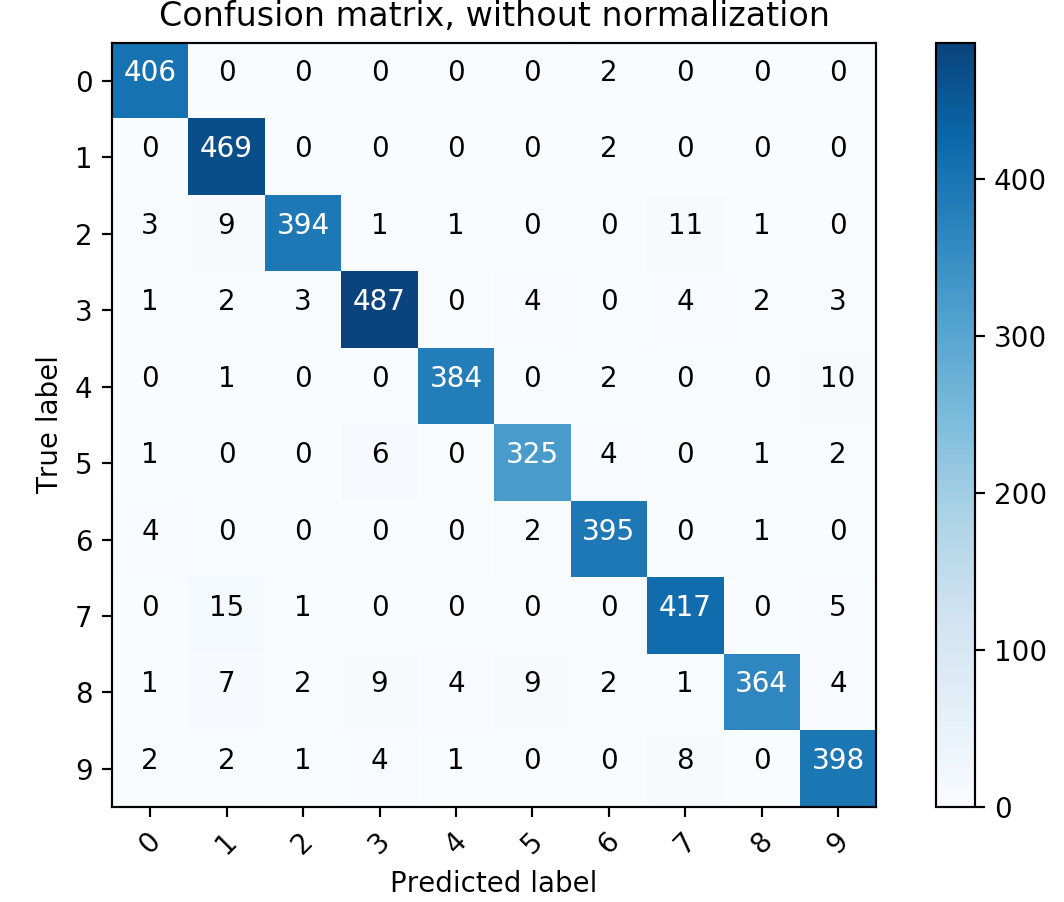 Confusion matrix, without normalization
0 406 0 0 0 0 0 2 0 0 0
1 0 469 0 0 0 0 2 0 0 0
2 3 9 394 1 1 0 0 11 1 0
3 1 2 3 487 0 4 0 4 2 3
4 0 1 0 0 384 0 2 0 0 10
5 1 0 0 6 0 325 4 0 1 2
6 4 0 0 0 0 2 395 0 1 0
7 0 15 1 0 0 0 0 417 0 5
8 1 7 2 9 4 9 2 1 364 4
9 2 2 1 4 1 0 0 8 0 398
0 1 2 3 4 5 6 7 8 9
Predicted label
True label
400
300
200
100
0